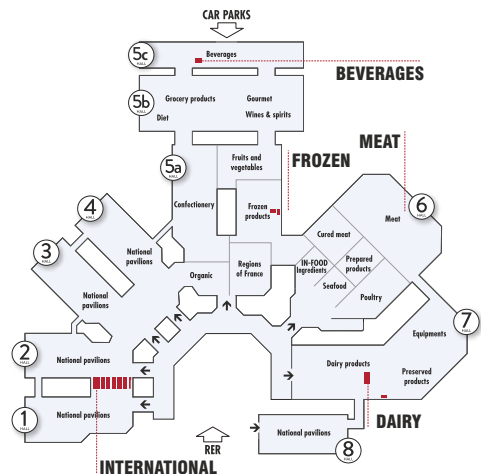 CAR PARKS
5c
HALL
Beverages
BEVERAGES
5b
HALL
Grocery products
Gourmet
Diet
Wines & spirits
MEAT
5a
HALL
Fruits and
vegetables
FROZEN
Confectionery
Frozen
products
4
HALL
6
HALL
Meat
3
HALL
National
pavilions
Cured meat
Organic
Regions
of France
IN-FOOD
Ingredients
Prepared
products
Seafood
Poultry
National
pavilions
7
HALL
Equipments
2
HALL
National pavilions
Dairy products
Preserved
products
1
HALL
National pavilions
DAIRY
RER
National pavilions
8
HALL
INTERNATIONAL